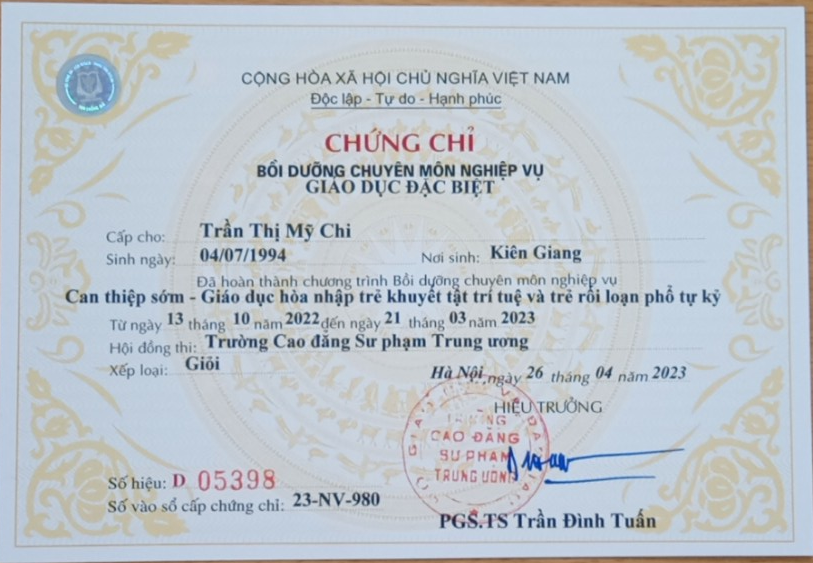 CỘNG HÒA XÃ HỘI CHỦ NGHĨA VIỆT NAM
Độc lập - Tự do - Hạnh phúc
CHỨNG CHỈ
BỒI DƯỠNG CHUYÊN MÔN NGHIỆP VỤ
GIÁO DỤC ĐẶC BIỆT
Cấp cho: Trần Thị Mỹ Chi
Sinh ngày: 04/07/1994 Nơi sinh: Kiên Giang
Đã hoàn thành chương trình Bồi dưỡng chuyên môn nghiệp vụ
Can thiệp sớm - Giáo dục hòa nhập trẻ khuyết tật trí tuệ và trẻ rối loạn phổ tự kỷ
Từ ngày 13 tháng 10 năm 2022 đến ngày 21 tháng 03 năm 2023
Hội đồng thi: Trường Cao đẳng Sư phạm Trung ương
Xếp loại: Giỏi
Hà Nội, ngày 26 tháng 04 năm 2023
HIỆU TRƯỞNG
TRƯỜNG
CAO ĐẲNG
SƯ PHẠM
TRUNG ƯƠNG
Số hiệu: D 05398
Số vào sổ cấp chứng chỉ: 23-NV-980
PGS.TS Trần Đình Tuấn